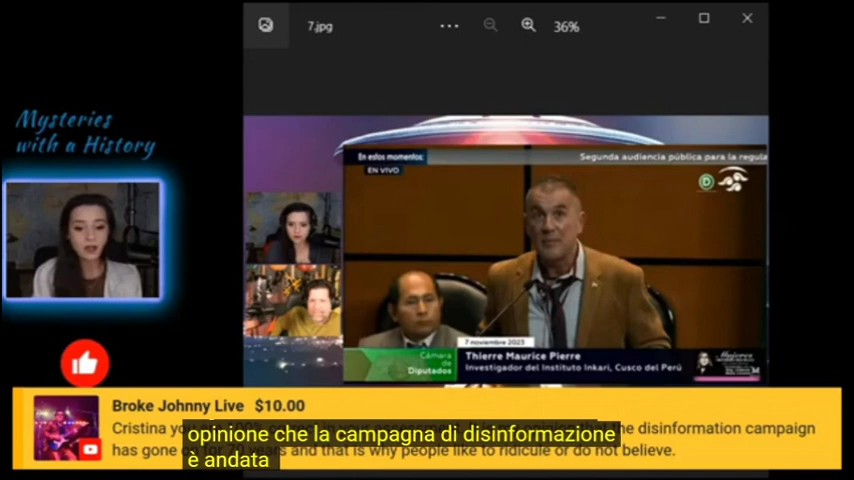 7.jpg
36%
Mysteries
with a History
En estos momentos:
Segunda audiencia pública para la regula
EN VIVO
D
7 noviembre 2023
Cámara
de
Diputados
Thierre Maurice Pierre
Investigador del Instituto Inkari, Cusco del Perú
Broke Johnny Live $10.00
Cristina you that the disinformation campaign
has gone and that is why people like to ridicule or do not believe.
opinione che la campagna di disinformazione
è andata